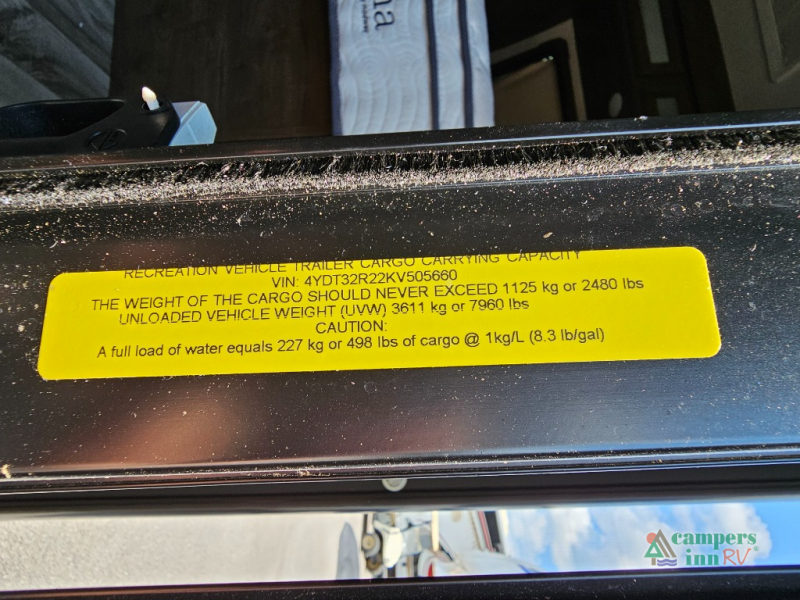 na
RECREATION VEHICLE TRAILER CARGO CARRYING CAPACITY
VIN: 4YDT32R22KV505660
THE WEIGHT OF THE CARGO SHOULD NEVER EXCEED 1125 kg or 2480 lbs
UNLOADED VEHICLE WEIGHT (UVW) 3611 kg or 7960 lbs
CAUTION:
A full load of water equals 227 kg or 498 lbs of cargo @ 1kg/L (8.3 lb/gal)
campers
inn RV